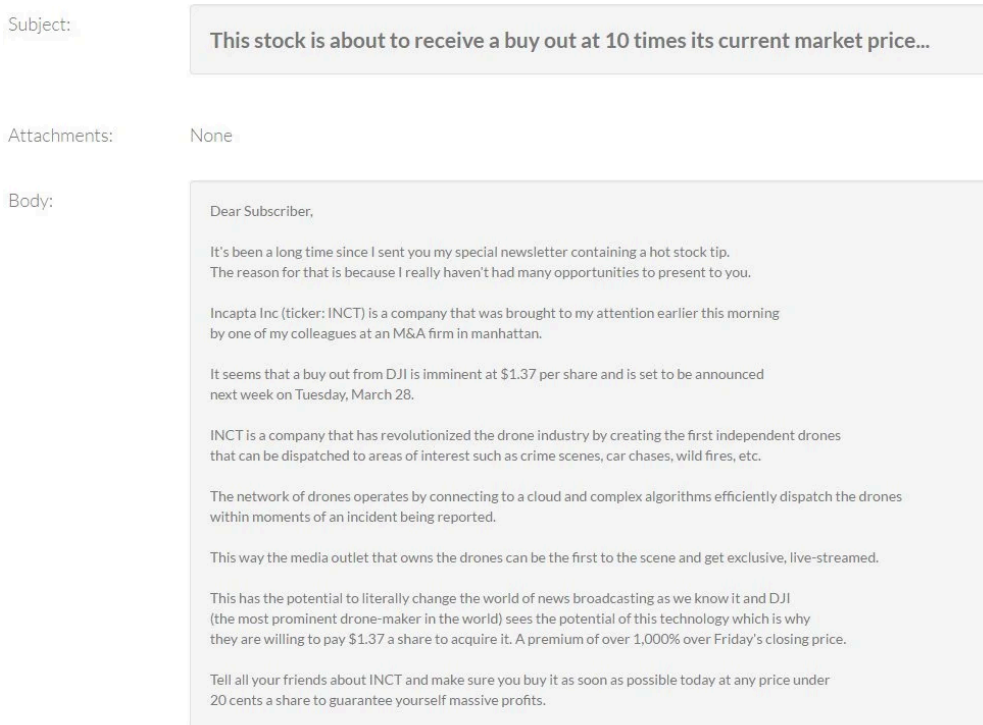 Subject:
This stock is about to receive a buy out at 10 times its current market price...
Attachments:
None
Body:
Dear Subscriber,
It's been a long time since I sent you my special newsletter containing a hot stock tip.
The reason for that is because I really haven't had many opportunities to present to you.
Incapta Inc (ticker: INCT) is a company that was brought to my attention earlier this morning
by one of my colleagues at an M&A firm in manhattan.
It seems that a buy out from DJI is imminent at $1.37 per share and is set to be announced
next week on Tuesday, March 28.
INCT is a company that has revolutionized the drone industry by creating the first independent drones
that can be dispatched to areas of interest such as crime scenes, car chases, wild fires, etc.
The network of drones operates by connecting to a cloud and complex algorithms efficiently dispatch the drones
within moments of an incident being reported.
This way the media outlet that owns the drones can be the first to the scene and get exclusive, live-streamed.
This has the potential to literally change the world of news broadcasting as we know it and DJI
(the most prominent drone-maker in the world) sees the potential of this technology which is why
they are willing to pay $1.37 a share to acquire it. A premium of over 1,000% over Friday's closing price.
Tell all your friends about INCT and make sure you buy it as soon as possible today at any price under
20 cents a share to guarantee yourself massive profits.